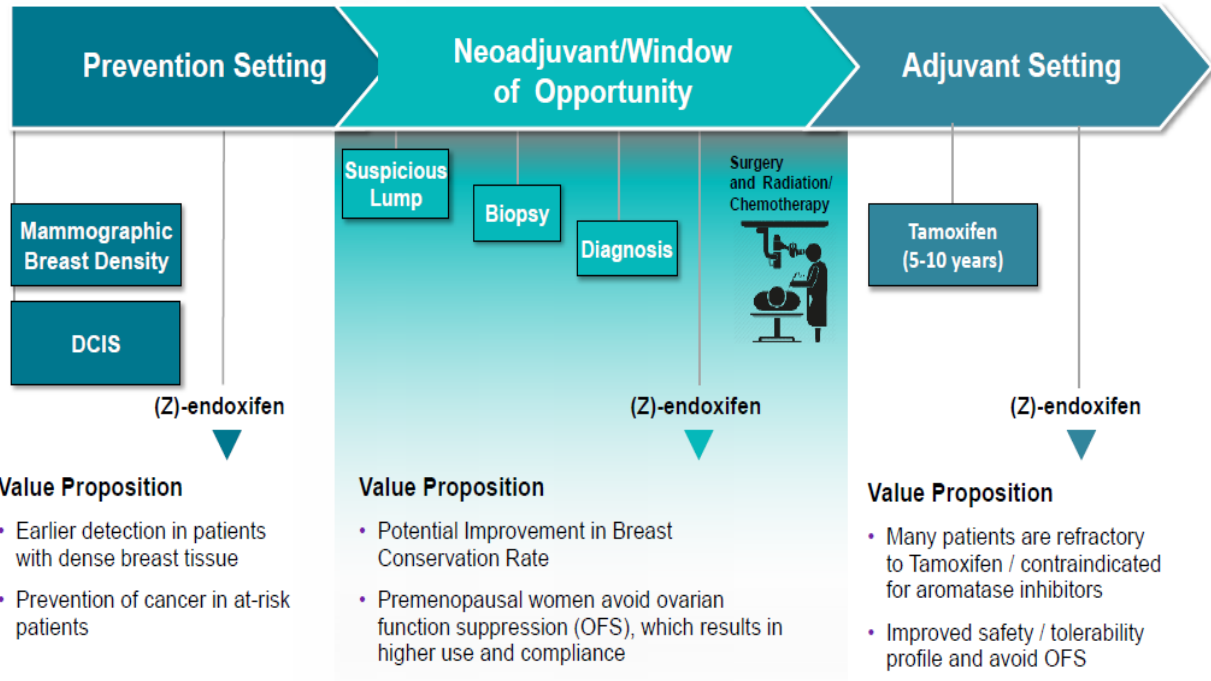 Prevention Setting
Neoadjuvant/Window
of Opportunity
Adjuvant Setting
Mammographic
Breast Density
DCIS
(Z)-endoxifen
Value Proposition
• Earlier detection in patients
with dense breast tissue
• Prevention of cancer in at-risk
patients
Suspicious
Lump
Biopsy
Diagnosis
Surgery
and Radiation/
Chemotherapy
(Z)-endoxifen
Value Proposition
• Potential Improvement in Breast
Conservation Rate
• Premenopausal women avoid ovarian
function suppression (OFS), which results in
higher use and compliance
Tamoxifen
(5-10 years)
(Z)-endoxifen
Value Proposition
• Many patients are refractory
to Tamoxifen / contraindicated
for aromatase inhibitors
• Improved safety / tolerability
profile and avoid OFS